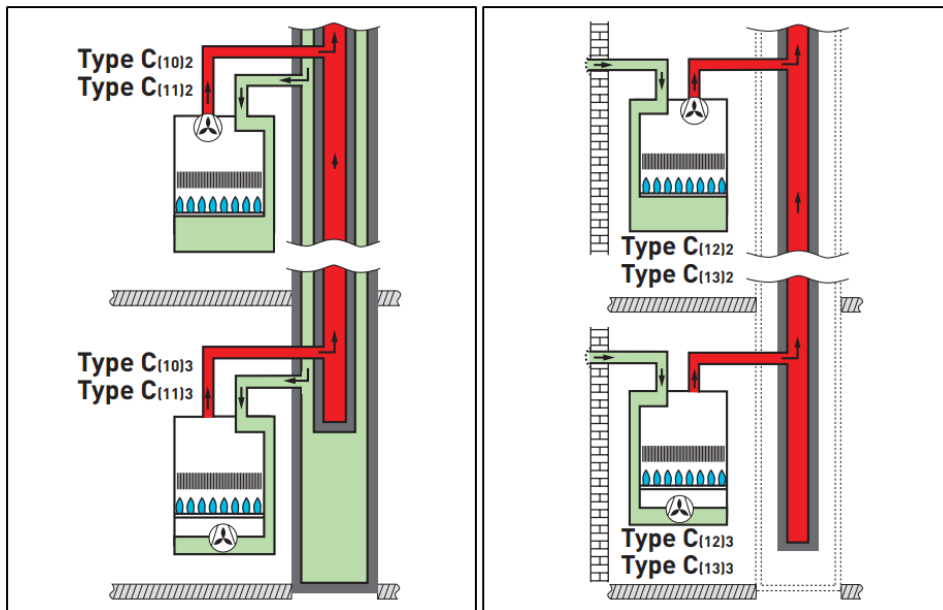 Type C(10)2
Type C(11)2
Type C(10)3
Type C(11)3
Type C(12)2
Type C(13)2
Type C(12)3
Type C(13)3